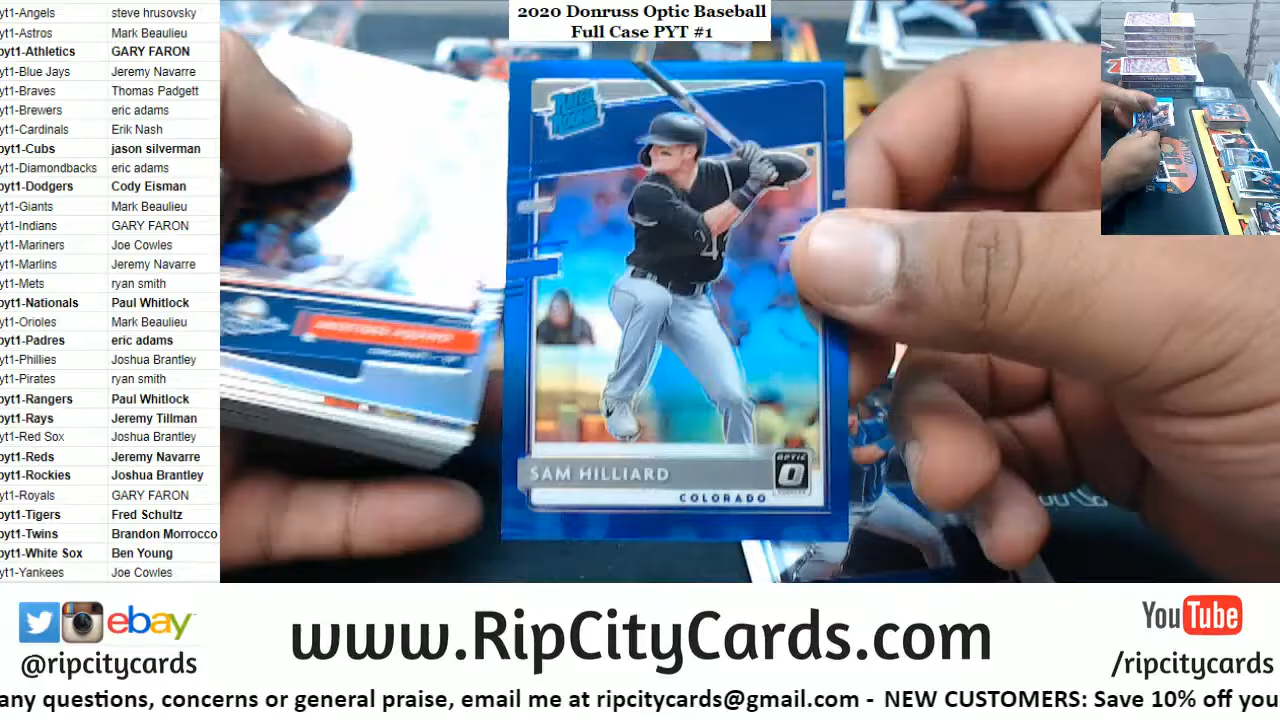 2020 Donruss Optic Baseball
Full Case PYT #1
yt1-Angels steve hrusovsky
yt1-Astros Mark Beaulieu
pyt1-Athletics GARY FARON
yt1-Blue Jays Jeremy Navarre
yt1-Braves Thomas Padgett
yt1-Brewers eric adams
yt1-Cardinals Erik Nash
pyt1-Cubs jason silverman
yt1-Diamondbacks eric adams
pyt1-Dodgers Cody Eisman
yt1-Giants Mark Beaulieu
yt1-Indians GARY FARON
yt1-Mariners Joe Cowles
yt1-Marlins Jeremy Navarre
yt1-Mets ryan smith
pyt1-Nationals Paul Whitlock
yt1-Orioles Mark Beaulieu
pyt1-Padres eric adams
yt1-Phillies Joshua Brantley
yt1-Pirates ryan smith
pyt1-Rangers Paul Whitlock
pyt1-Rays Jeremy Tillman
yt1-Red Sox Joshua Brantley
pyt1-Reds Jeremy Navarre
pyt1-Rockies Joshua Brantley
yt1-Royals GARY FARON
pyt1-Tigers Fred Schultz
pyt1-Twins Brandon Morrocco
pyt1-White Sox Ben Young
yt1-Yankees Joe Cowles
RATED
ROOKIE
SAM HILLIARD
OPTIC
COLORADO
ebay
@ripcitycards
www.RipCityCards.com
YouTube
/ripcitycards
any questions, concerns or general praise, email me at ripcitycards@gmail.com - NEW CUSTOMERS: Save 10% off you